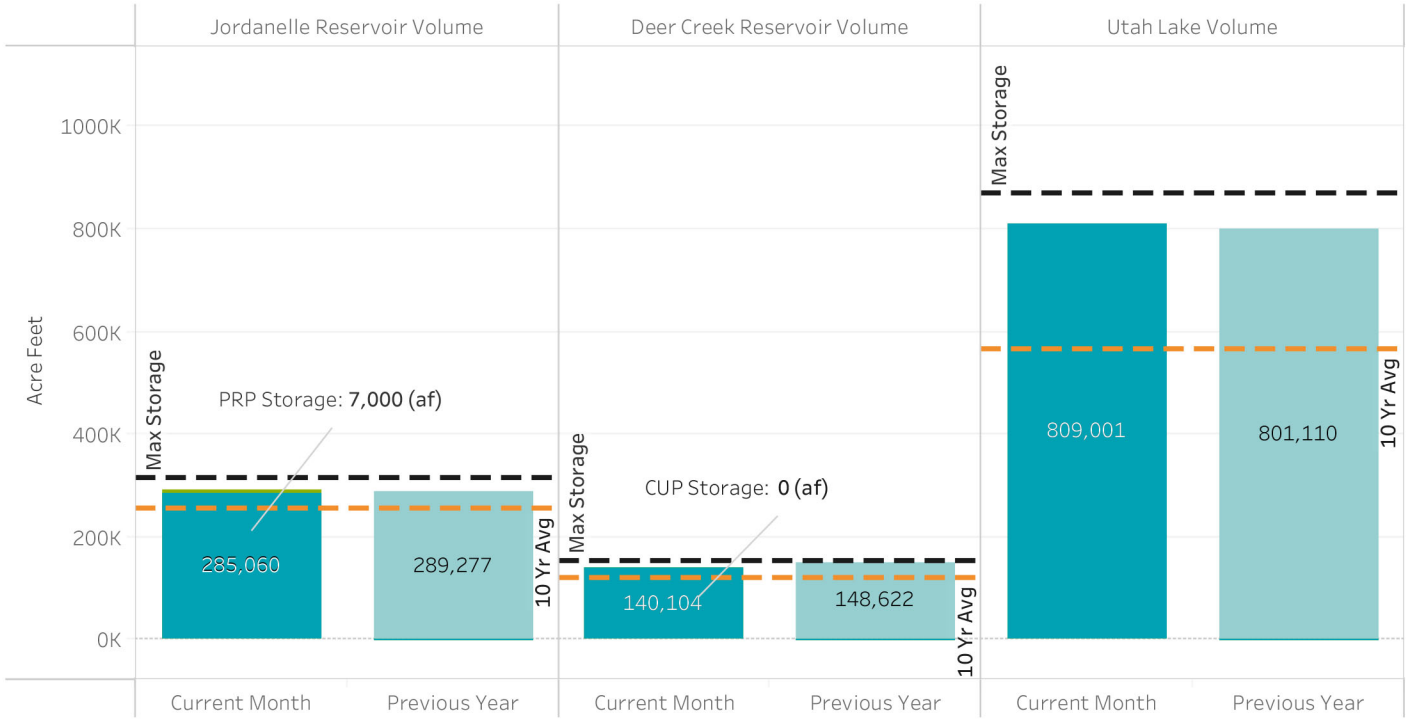 Jordanelle Reservoir Volume
Deer Creek Reservoir Volume
Utah Lake Volume
Acre Feet
1000K
800K
600K
400K
200K
0K
Max Storage
PRP Storage: 7,000 (af)
285,060
289,277
10 Yr Avg
Max Storage
CUP Storage: 0 (af)
140,104
148,622
10 Yr Avg
Max Storage
809,001
801,110
10 Yr Avg
Current Month
Previous Year
Current Month
Previous Year
Current Month
Previous Year